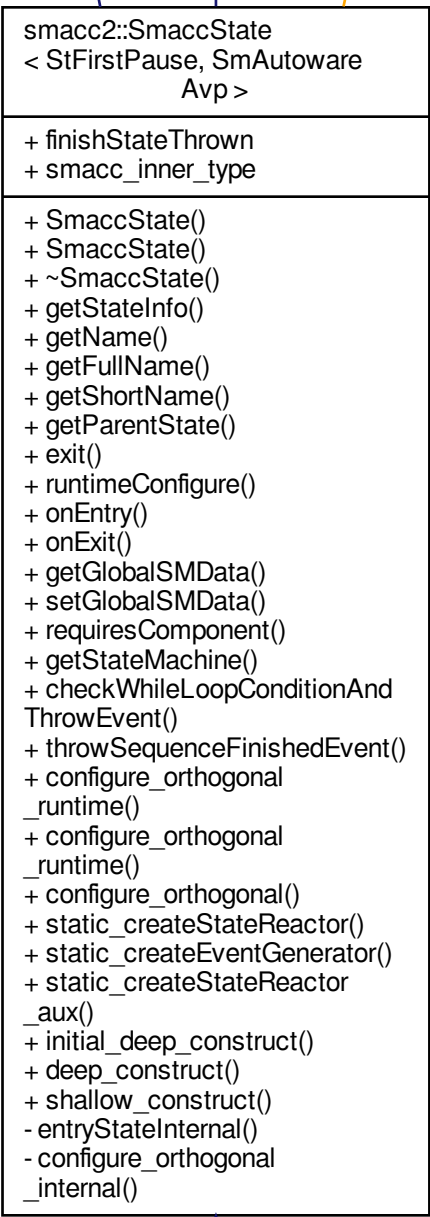 smacc2::SmaccState
< StFirstPause, SmAutoware
Avp >
+ finishStateThrown
+ smacc_inner_type
+ SmaccState()
+ SmaccState()
+ ~SmaccState()
+ getStateInfo()
+ getName()
+ getFullName()
+ getShortName()
+ getParentState()
+ exit()
+ runtimeConfigure()
+ onEntry()
+ onExit()
+ getGlobalSMData()
+ setGlobalSMData()
+ requiresComponent()
+ getStateMachine()
+ checkWhileLoopConditionAnd
ThrowEvent()
+ throwSequenceFinishedEvent()
+ configure_orthogonal
_runtime()
+ configure_orthogonal
_runtime()
+ configure_orthogonal()
+ static_createStateReactor()
+ static_createEventGenerator()
+ static_createStateReactor
_aux()
+ initial_deep_construct()
+ deep_construct()
+ shallow_construct()
- entryStateInternal()
- configure_orthogonal
_internal()